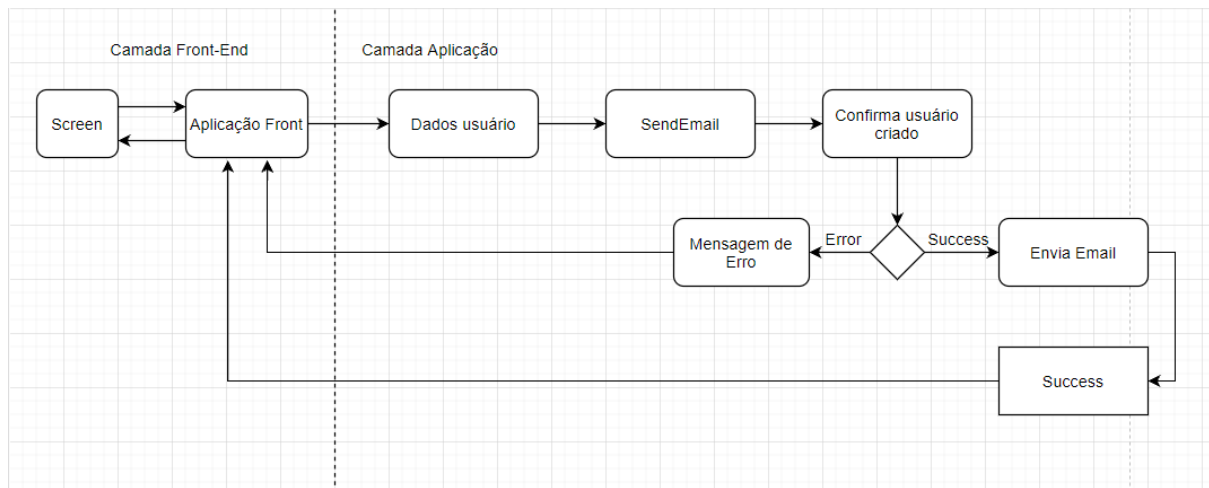 Camada Front-End
Camada Aplicação
Screen
Aplicação Front
Dados usuário
SendEmail
Confirma usuário
criado
Mensagem de
Erro
Error
Success
Envia Email
Success